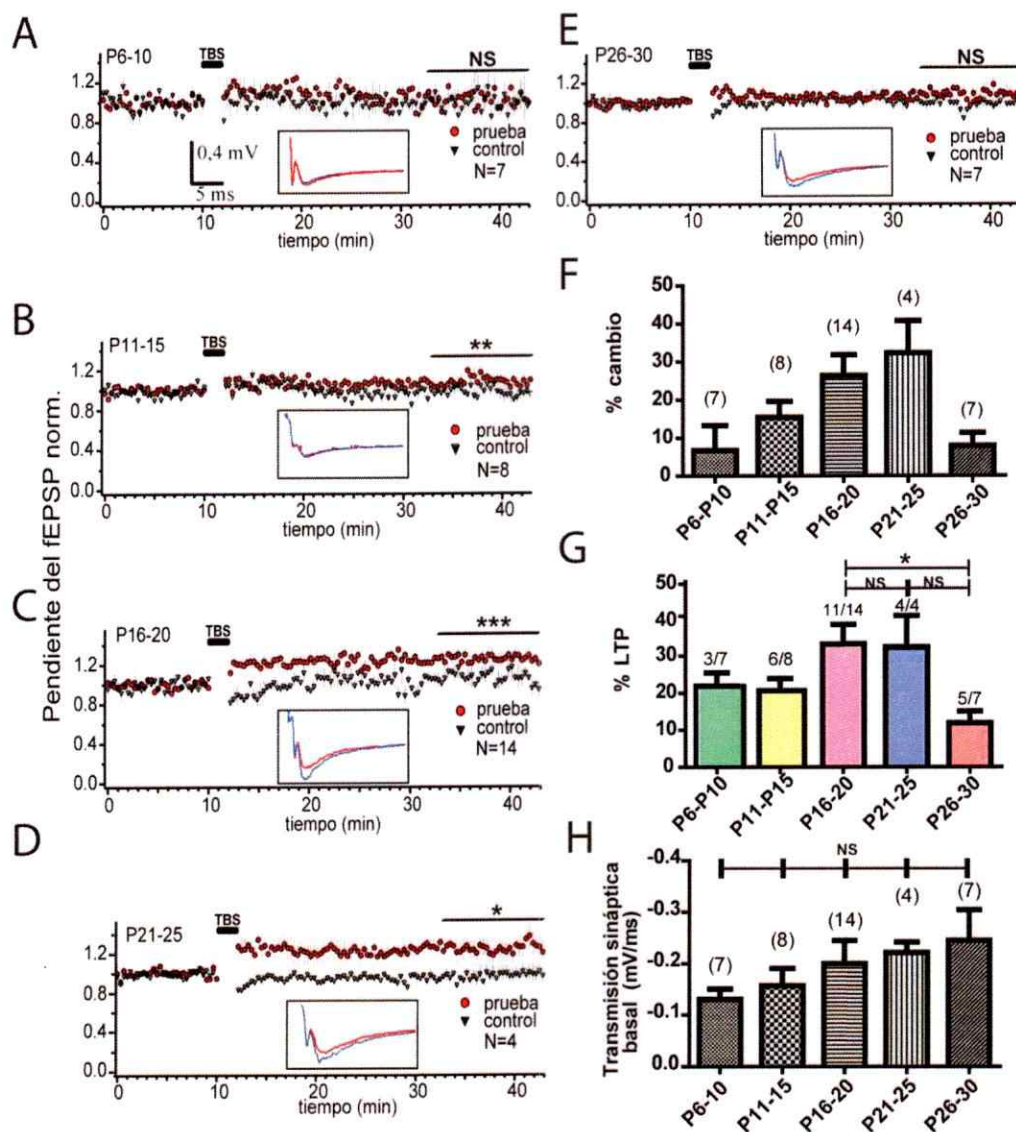 Pendiente del fEPSP norm.
A
P6-10
TBS
NS
1.2
0.8
0.4
0.0
0,4 mV
5 ms
prueba
control
N=7
0 10 20 30 40
tiempo (min)
B
P11-15
TBS
**
1.2
0.8
0.4
0.0
prueba
control
N=8
0 10 20 30 40
tiempo (min)
C
P16-20
TBS
***
1.2
0.8
0.4
0.0
prueba
control
N=14
0 10 20 30 40
tiempo (min)
D
P21-25
TBS
*
1.2
0.8
0.4
0.0
prueba
control
N=4
0 10 20 30 40
tiempo (min)
E
P26-30
TBS
NS
1.2
0.8
0.4
0.0
prueba
control
N=7
0 10 20 30 40
tiempo (min)
F
% cambio
50
40
30
20
10
0
(7) (8) (14) (4) (7)
P6-P10 P11-P15 P16-20 P21-25 P26-30
G
% LTP
50
40
30
20
10
0
*
NS NS
3/7 6/8 11/14 4/4 5/7
P6-P10 P11-P15 P16-20 P21-25 P26-30
H
Transmisión sináptica
basal (mV/ms)
-0.4
-0.3
-0.2
-0.1
0.0
NS
(7) (8) (14) (4) (7)
P6-10 P11-15 P16-20 P21-25 P26-30